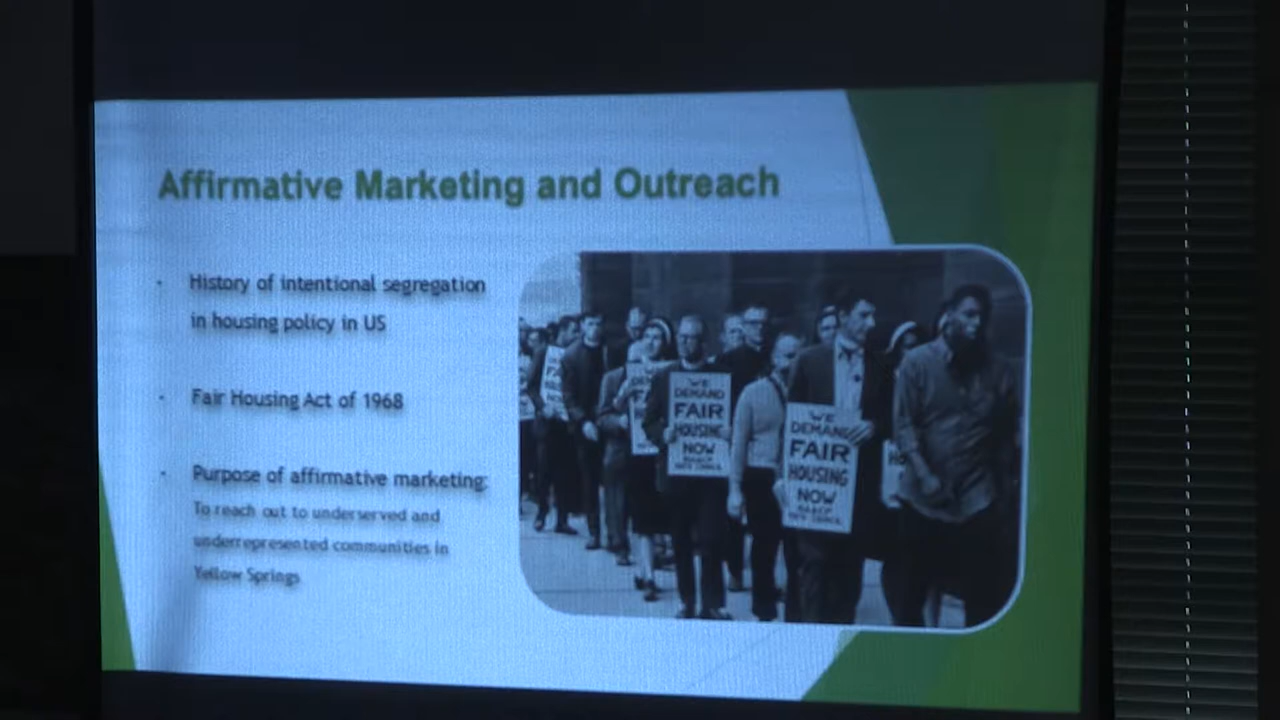 Affirmative Marketing and Outreach
· History of intentional segregation
in housing policy in US
· Fair Housing Act of 1968
· Purpose of affirmative marketing:
To reach out to underserved and
underrepresented communities in
Yellow Springs
WE
DEMAND
FAIR
HOUSING
NOW
NAACP
WE
DEMAND
FAIR
HOUSING
NOW
NAACP